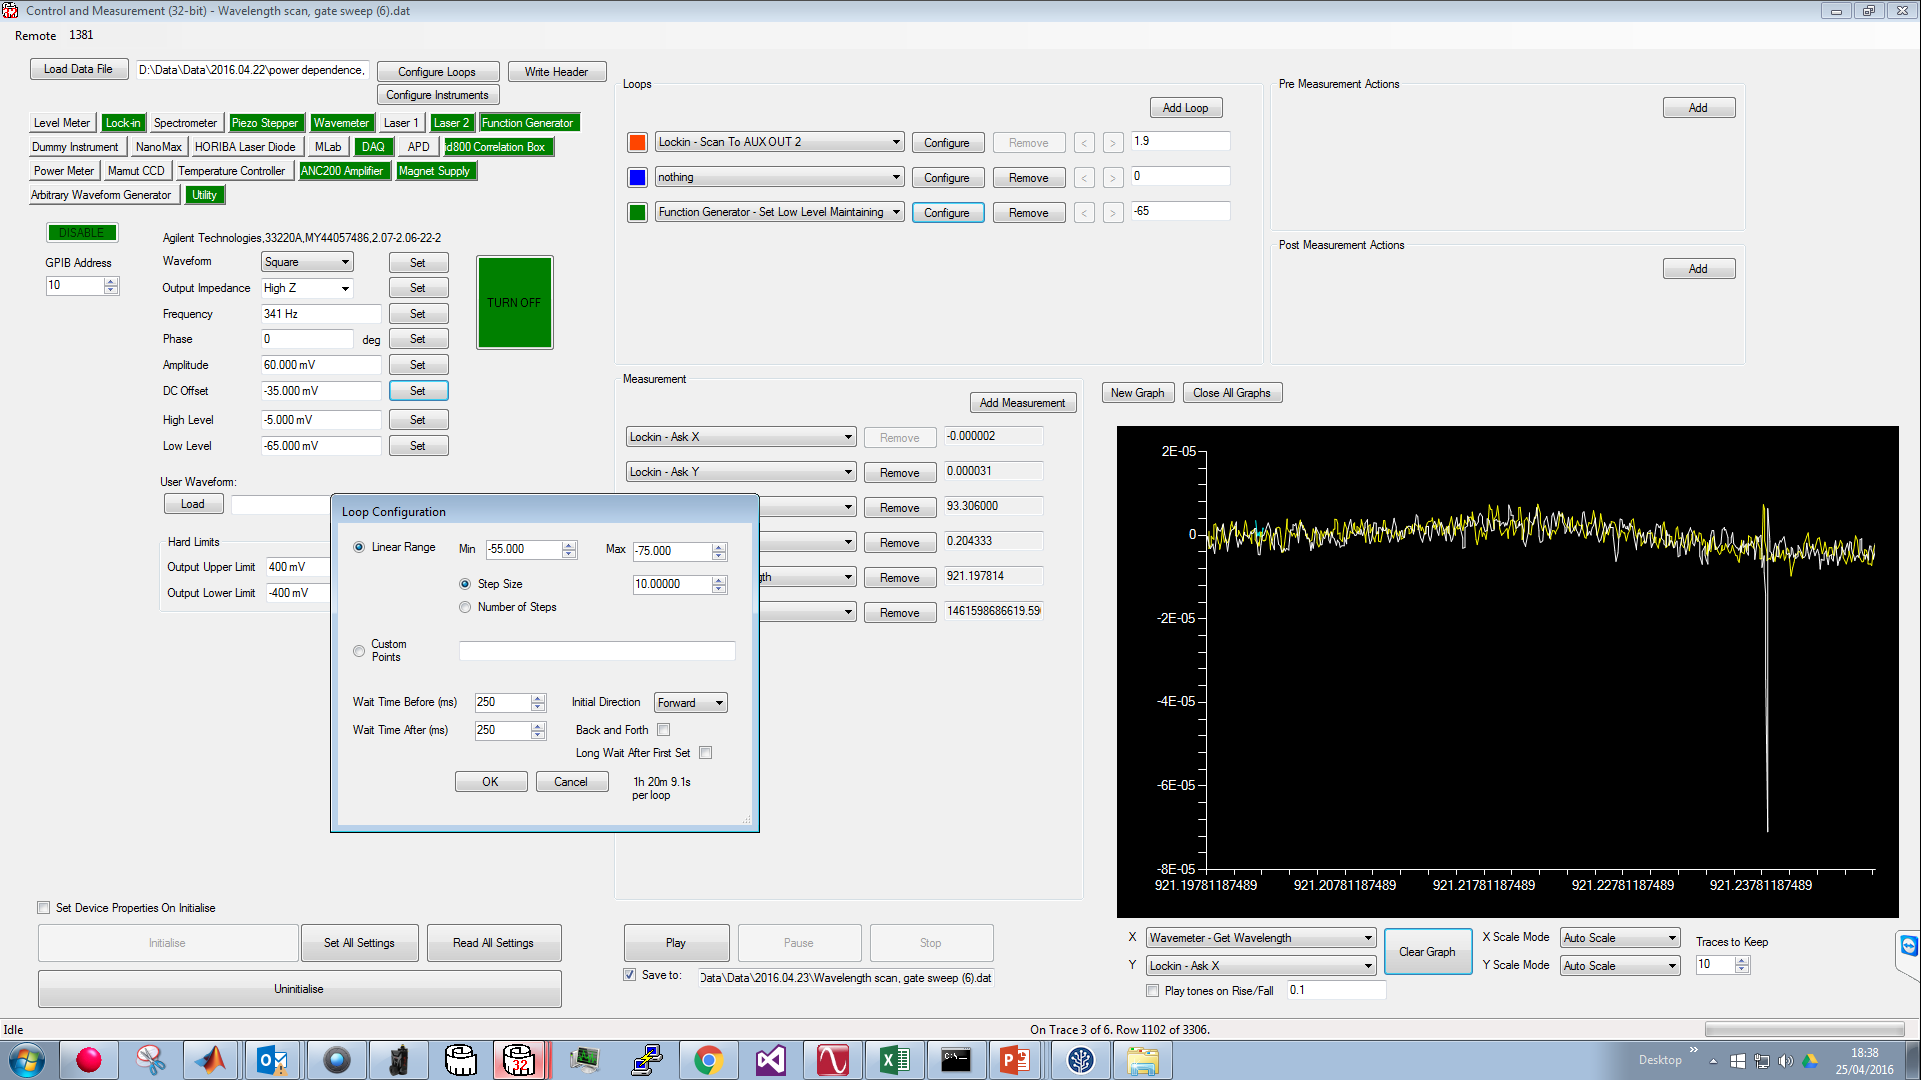 Control and Measurement (32-bit) - Wavelength scan, gate sweep (6).dat
Remote 1381
Load Data File D:\Data\Data\2016.04.22\power dependence, Configure Loops Write Header
Configure Instruments
Level Meter Lock-in Spectrometer Piezo Stepper Wavemeter Laser 1 Laser 2 Function Generator
Dummy Instrument NanoMax HORIBA Laser Diode MLab DAQ APD id800 Correlation Box
Power Meter Mamut CCD Temperature Controller ANC200 Amplifier Magnet Supply
Arbitrary Waveform Generator Utility
DISABLE
GPIB Address
10
Agilent Technologies,33220A,MY44057486,2.07-2.06-22-2
Waveform Square Set
Output Impedance High Z Set
Frequency 341 Hz Set
Phase 0 deg Set
Amplitude 60.000 mV Set
DC Offset -35.000 mV Set
High Level -5.000 mV Set
Low Level -65.000 mV Set
TURN OFF
User Waveform:
Load
Hard Limits
Output Upper Limit 400 mV
Output Lower Limit -400 mV
Loops
Add Loop
Lockin - Scan To AUX OUT 2 Configure Remove < > 1.9
nothing Configure Remove < > 0
Function Generator - Set Low Level Maintaining Configure Remove < > -65
Pre Measurement Actions
Add
Post Measurement Actions
Add
Measurement
Add Measurement
Lockin - Ask X Remove -0.000002
Lockin - Ask Y Remove 0.000031
Remove 93.306000
Remove 0.204333
gth Remove 921.197814
Remove 1461598686619.59
Loop Configuration
Linear Range Min -55.000 Max -75.000
Step Size 10.00000
Number of Steps
Custom
Points
Wait Time Before (ms) 250 Initial Direction Forward
Wait Time After (ms) 250 Back and Forth
Long Wait After First Set
OK Cancel 1h 20m 9.1s
per loop
New Graph Close All Graphs
2E-05
0
-2E-05
-4E-05
-6E-05
-8E-05
921.19781187489 921.20781187489 921.21781187489 921.22781187489 921.23781187489
X Wavemeter - Get Wavelength Clear Graph X Scale Mode Auto Scale Traces to Keep
Y Lockin - Ask X Y Scale Mode Auto Scale 10
Play tones on Rise/Fall 0.1
Set Device Properties On Initialise
Initialise Set All Settings Read All Settings
Uninitialise
Play Pause Stop
Save to: Data\Data\2016.04.23\Wavelength scan, gate sweep (6).dat
Idle On Trace 3 of 6. Row 1102 of 3306.
32
Desktop »
18:38
25/04/2016